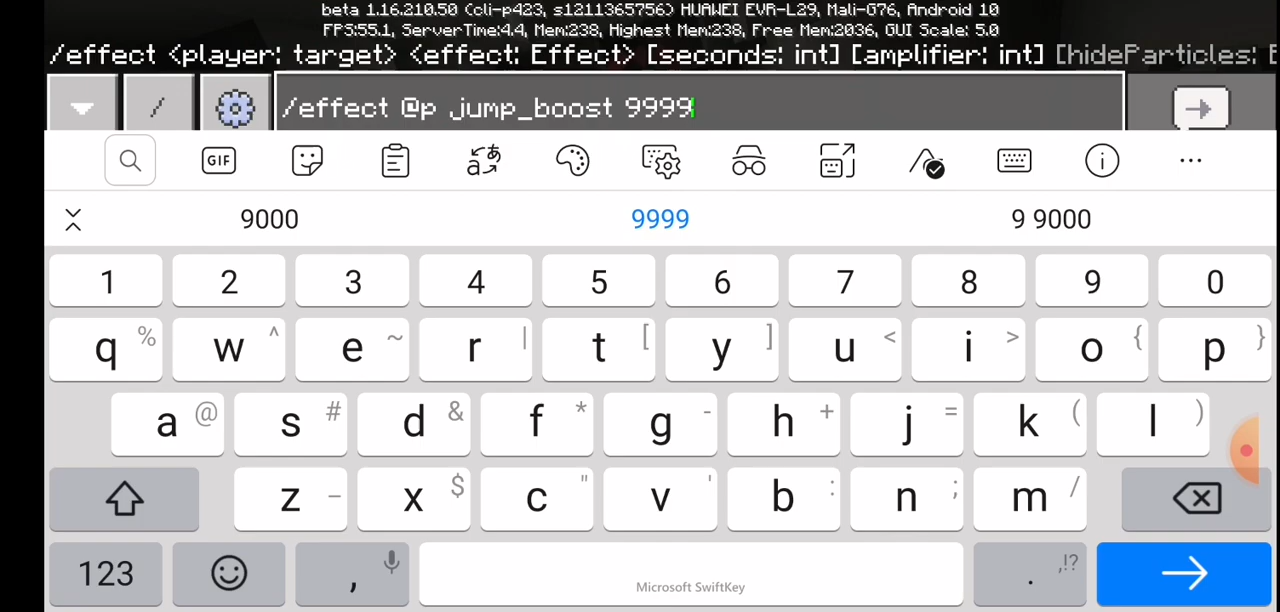 beta 1.16.210.50 (cli-p423, s1211365756) HUAWEI EVR-L29, Mali-G76, Android 10
FPS:55.1, ServerTime:4.4, Mem:238, Highest Mem:238, Free Mem:2036, GUI Scale: 5.0
/effect <player: target> <effect: Effect> [seconds: int] [amplifier: int] [hideParticles: E
/ /effect @p jump_boost 9999
GIF
9000 9999 9 9000
1 2 3 4 5 6 7 8 9 0
q % w ^ e ~ r | t [ y ] u < i > o { p }
a @ s # d & f * g - h + j = k ( l )
z _ x $ c " v ' b : n ; m /
123 , Microsoft SwiftKey . ,!?